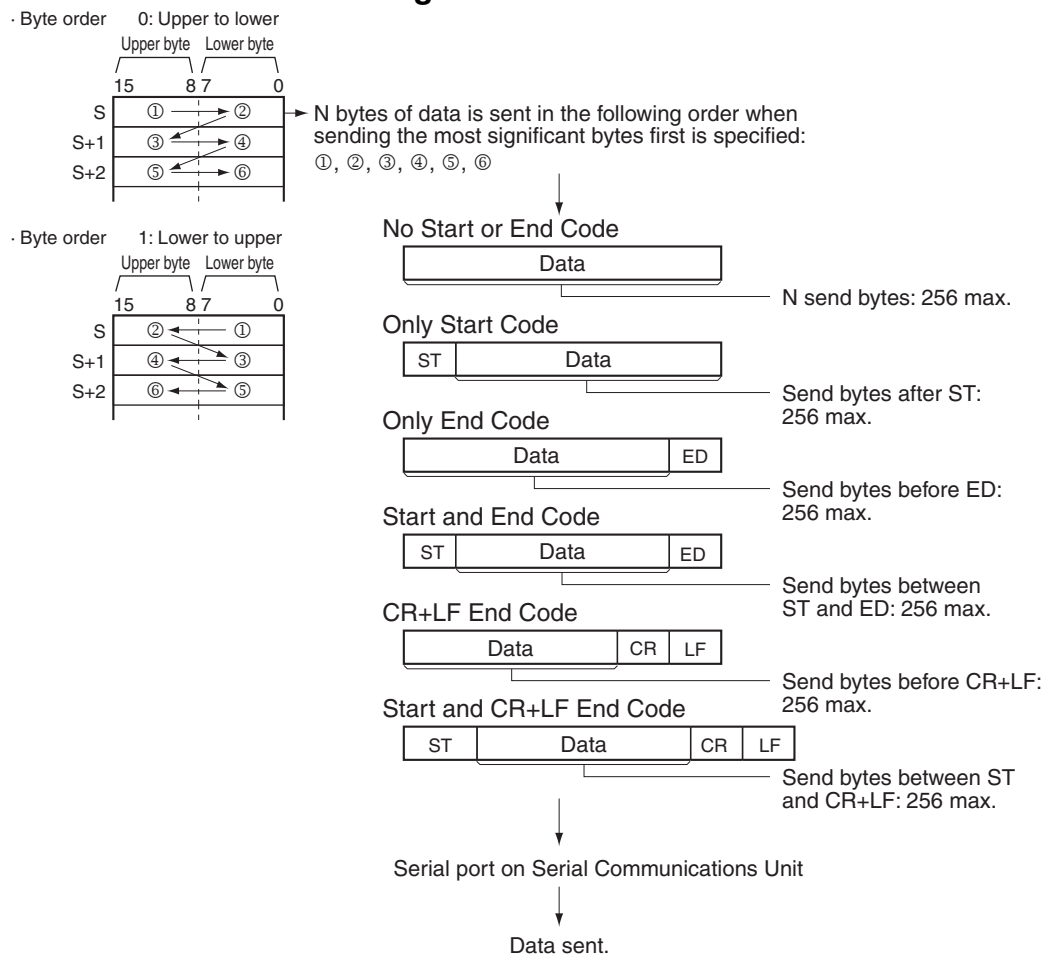 · Byte order 0: Upper to lower
Upper byte Lower byte
15 8 7 0
S ① ②
S+1 ③ ④
S+2 ⑤ ⑥
N bytes of data is sent in the following order when
sending the most significant bytes first is specified:
①, ②, ③, ④, ⑤, ⑥
· Byte order 1: Lower to upper
Upper byte Lower byte
15 8 7 0
S ② ①
S+1 ④ ③
S+2 ⑥ ⑤
No Start or End Code
Data
N send bytes: 256 max.
Only Start Code
ST Data
Send bytes after ST:
256 max.
Only End Code
Data ED
Send bytes before ED:
256 max.
Start and End Code
ST Data ED
Send bytes between
ST and ED: 256 max.
CR+LF End Code
Data CR LF
Send bytes before CR+LF:
256 max.
Start and CR+LF End Code
ST Data CR LF
Send bytes between ST
and CR+LF: 256 max.
Serial port on Serial Communications Unit
Data sent.